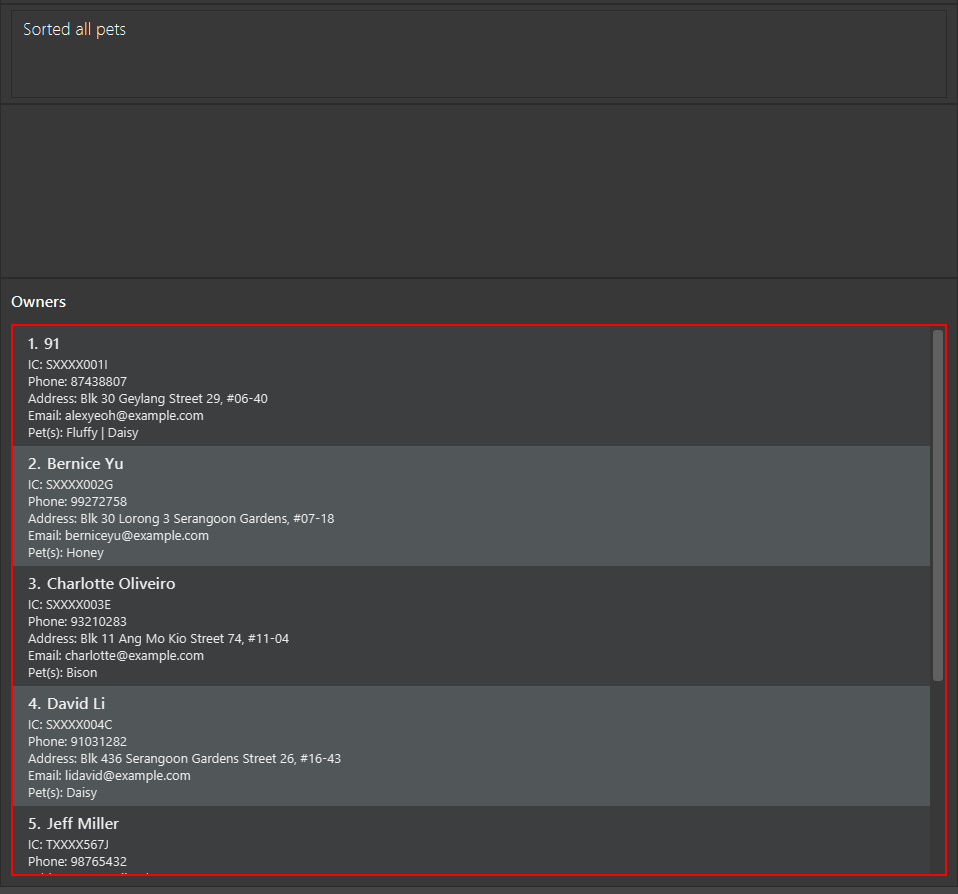 Sorted all pets
Owners
1. 91
IC: SXXXX001I
Phone: 87438807
Address: Blk 30 Geylang Street 29, #06-40
Email: alexyeoh@example.com
Pet(s): Fluffy | Daisy
2. Bernice Yu
IC: SXXXX002G
Phone: 99272758
Address: Blk 30 Lorong 3 Serangoon Gardens, #07-18
Email: berniceyu@example.com
Pet(s): Honey
3. Charlotte Oliveiro
IC: SXXXX003E
Phone: 93210283
Address: Blk 11 Ang Mo Kio Street 74, #11-04
Email: charlotte@example.com
Pet(s): Bison
4. David Li
IC: SXXXX004C
Phone: 91031282
Address: Blk 436 Serangoon Gardens Street 26, #16-43
Email: lidavid@example.com
Pet(s): Daisy
5. Jeff Miller
IC: TXXXX567J
Phone: 98765432